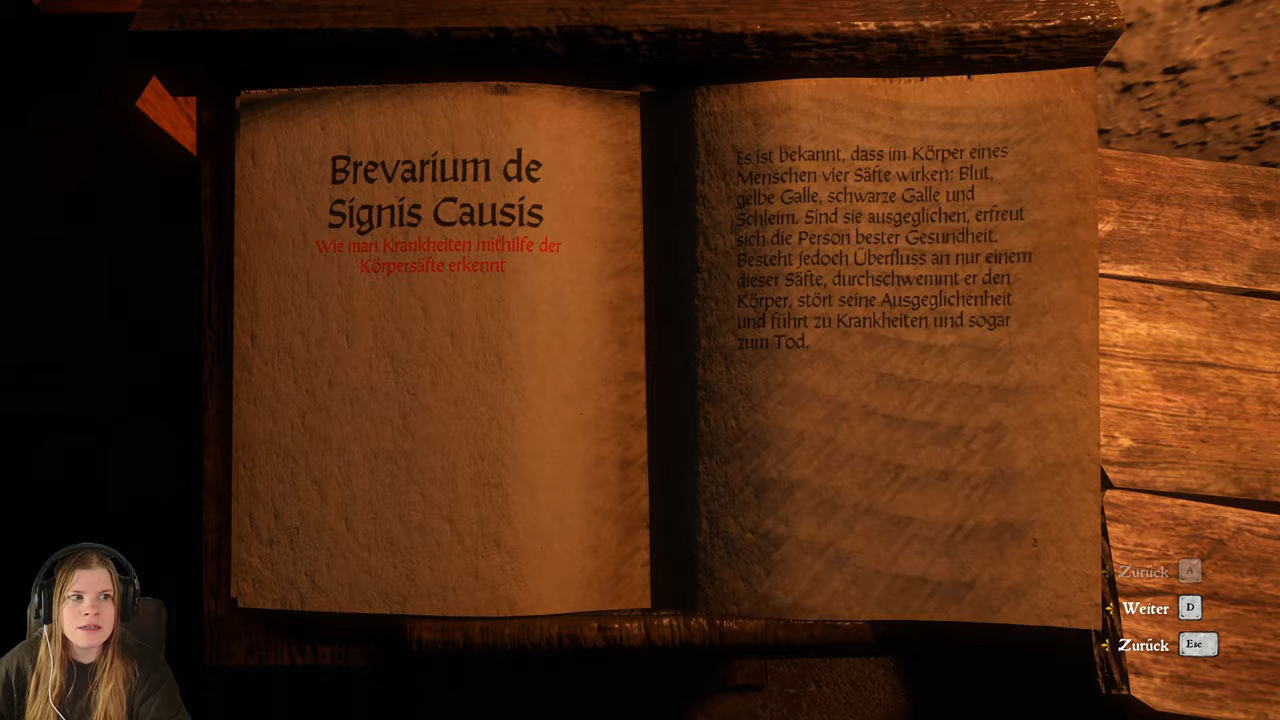 Brevarium de
Signis Causis
Wie man Krankheiten mithilfe der
Körpersäfte erkennt
1
Es ist bekannt, dass im Körper eines
Menschen vier Säfte wirken: Blut,
gelbe Galle, schwarze Galle und
Schleim. Sind sie ausgeglichen, erfreut
sich die Person bester Gesundheit.
Besteht jedoch Überfluss an nur einem
dieser Säfte, durchschwemmt er den
Körper, stört seine Ausgeglichenheit
und führt zu Krankheiten und sogar
zum Tod.
2
Zurück A
Weiter D
Zurück Esc